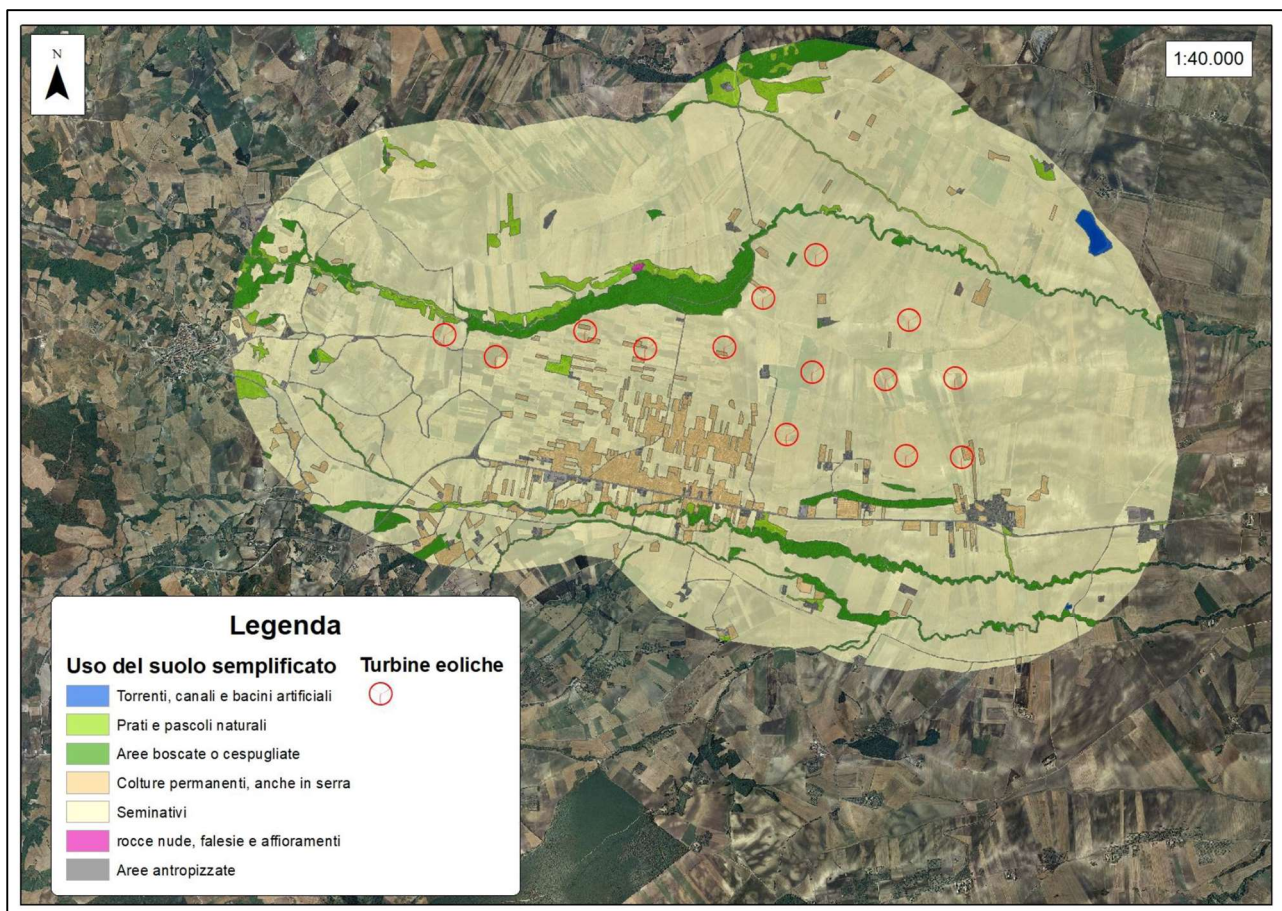 N
1:40.000
Legenda
Uso del suolo semplificato
Turbine eoliche
Torrenti, canali e bacini artificiali
Prati e pascoli naturali
Aree boscate o cespugliate
Colture permanenti, anche in serra
Seminativi
rocce nude, falesie e affioramenti
Aree antropizzate